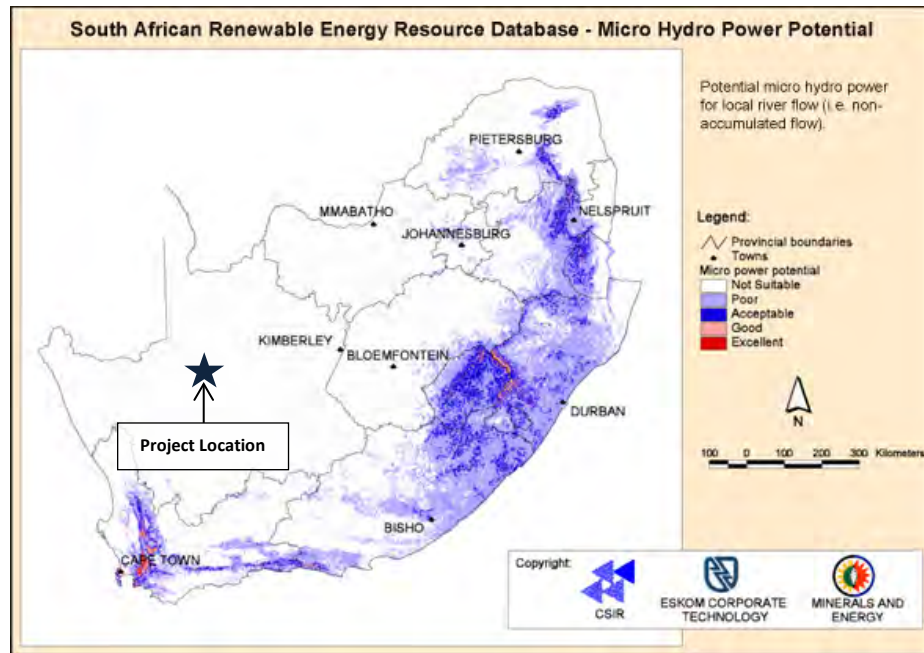 South African Renewable Energy Resource Database - Micro Hydro Power Potential
Potential micro hydro power
for local river flow (i.e. non-
accumulated flow).
PIETERSBURG
MMABATHO
NELSPRUIT
JOHANNESBURG
Legend:
Provincial boundaries
Towns
Micro power potential
Not Suitable
Poor
Acceptable
Good
Excellent
KIMBERLEY
BLOEMFONTEIN
DURBAN
Project Location
N
100 0 100 200 300 Kilometers
BISHO
CAPE TOWN
Copyright:
CSIR
ESKOM CORPORATE
TECHNOLOGY
MINERALS AND
ENERGY